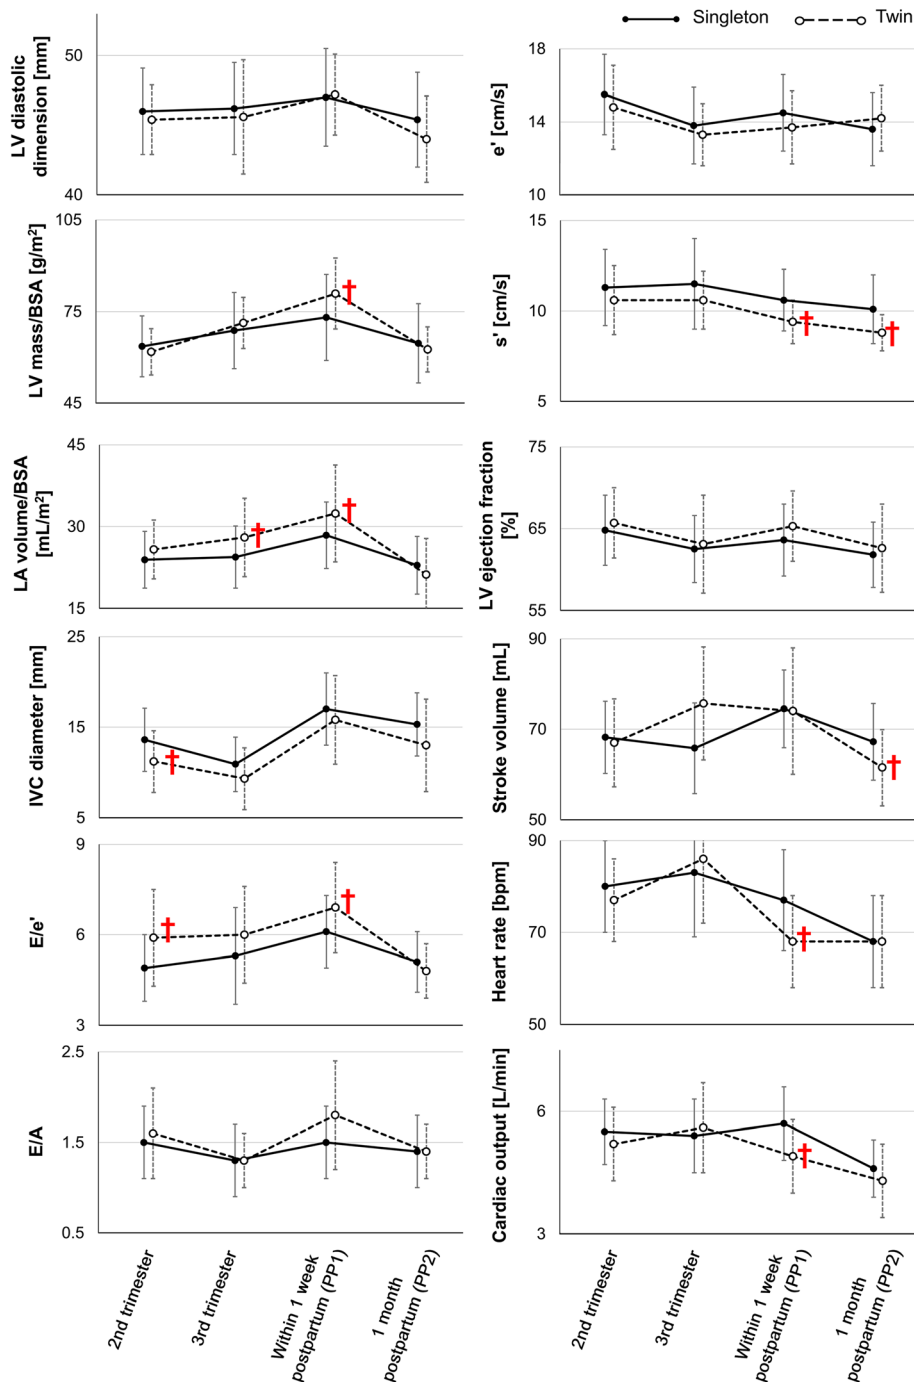 Singleton
Twin
LV diastolic
dimension [mm]
50
40
e' [cm/s]
18
14
10
LV mass/BSA [g/m²]
105
75
45
†
s' [cm/s]
15
10
5
†
†
LA volume/BSA
[mL/m²]
45
30
15
†
†
LV ejection fraction
[%]
75
65
55
IVC diameter [mm]
25
15
5
†
Stroke volume [mL]
90
70
50
†
E/e'
9
6
3
†
†
Heart rate [bpm]
90
70
50
†
E/A
2.5
1.5
0.5
Cardiac output [L/min]
6
3
†
2nd trimester
3rd trimester
Within 1 week
postpartum (PP1)
1 month
postpartum (PP2)
2nd trimester
3rd trimester
Within 1 week
postpartum (PP1)
1 month
postpartum (PP2)